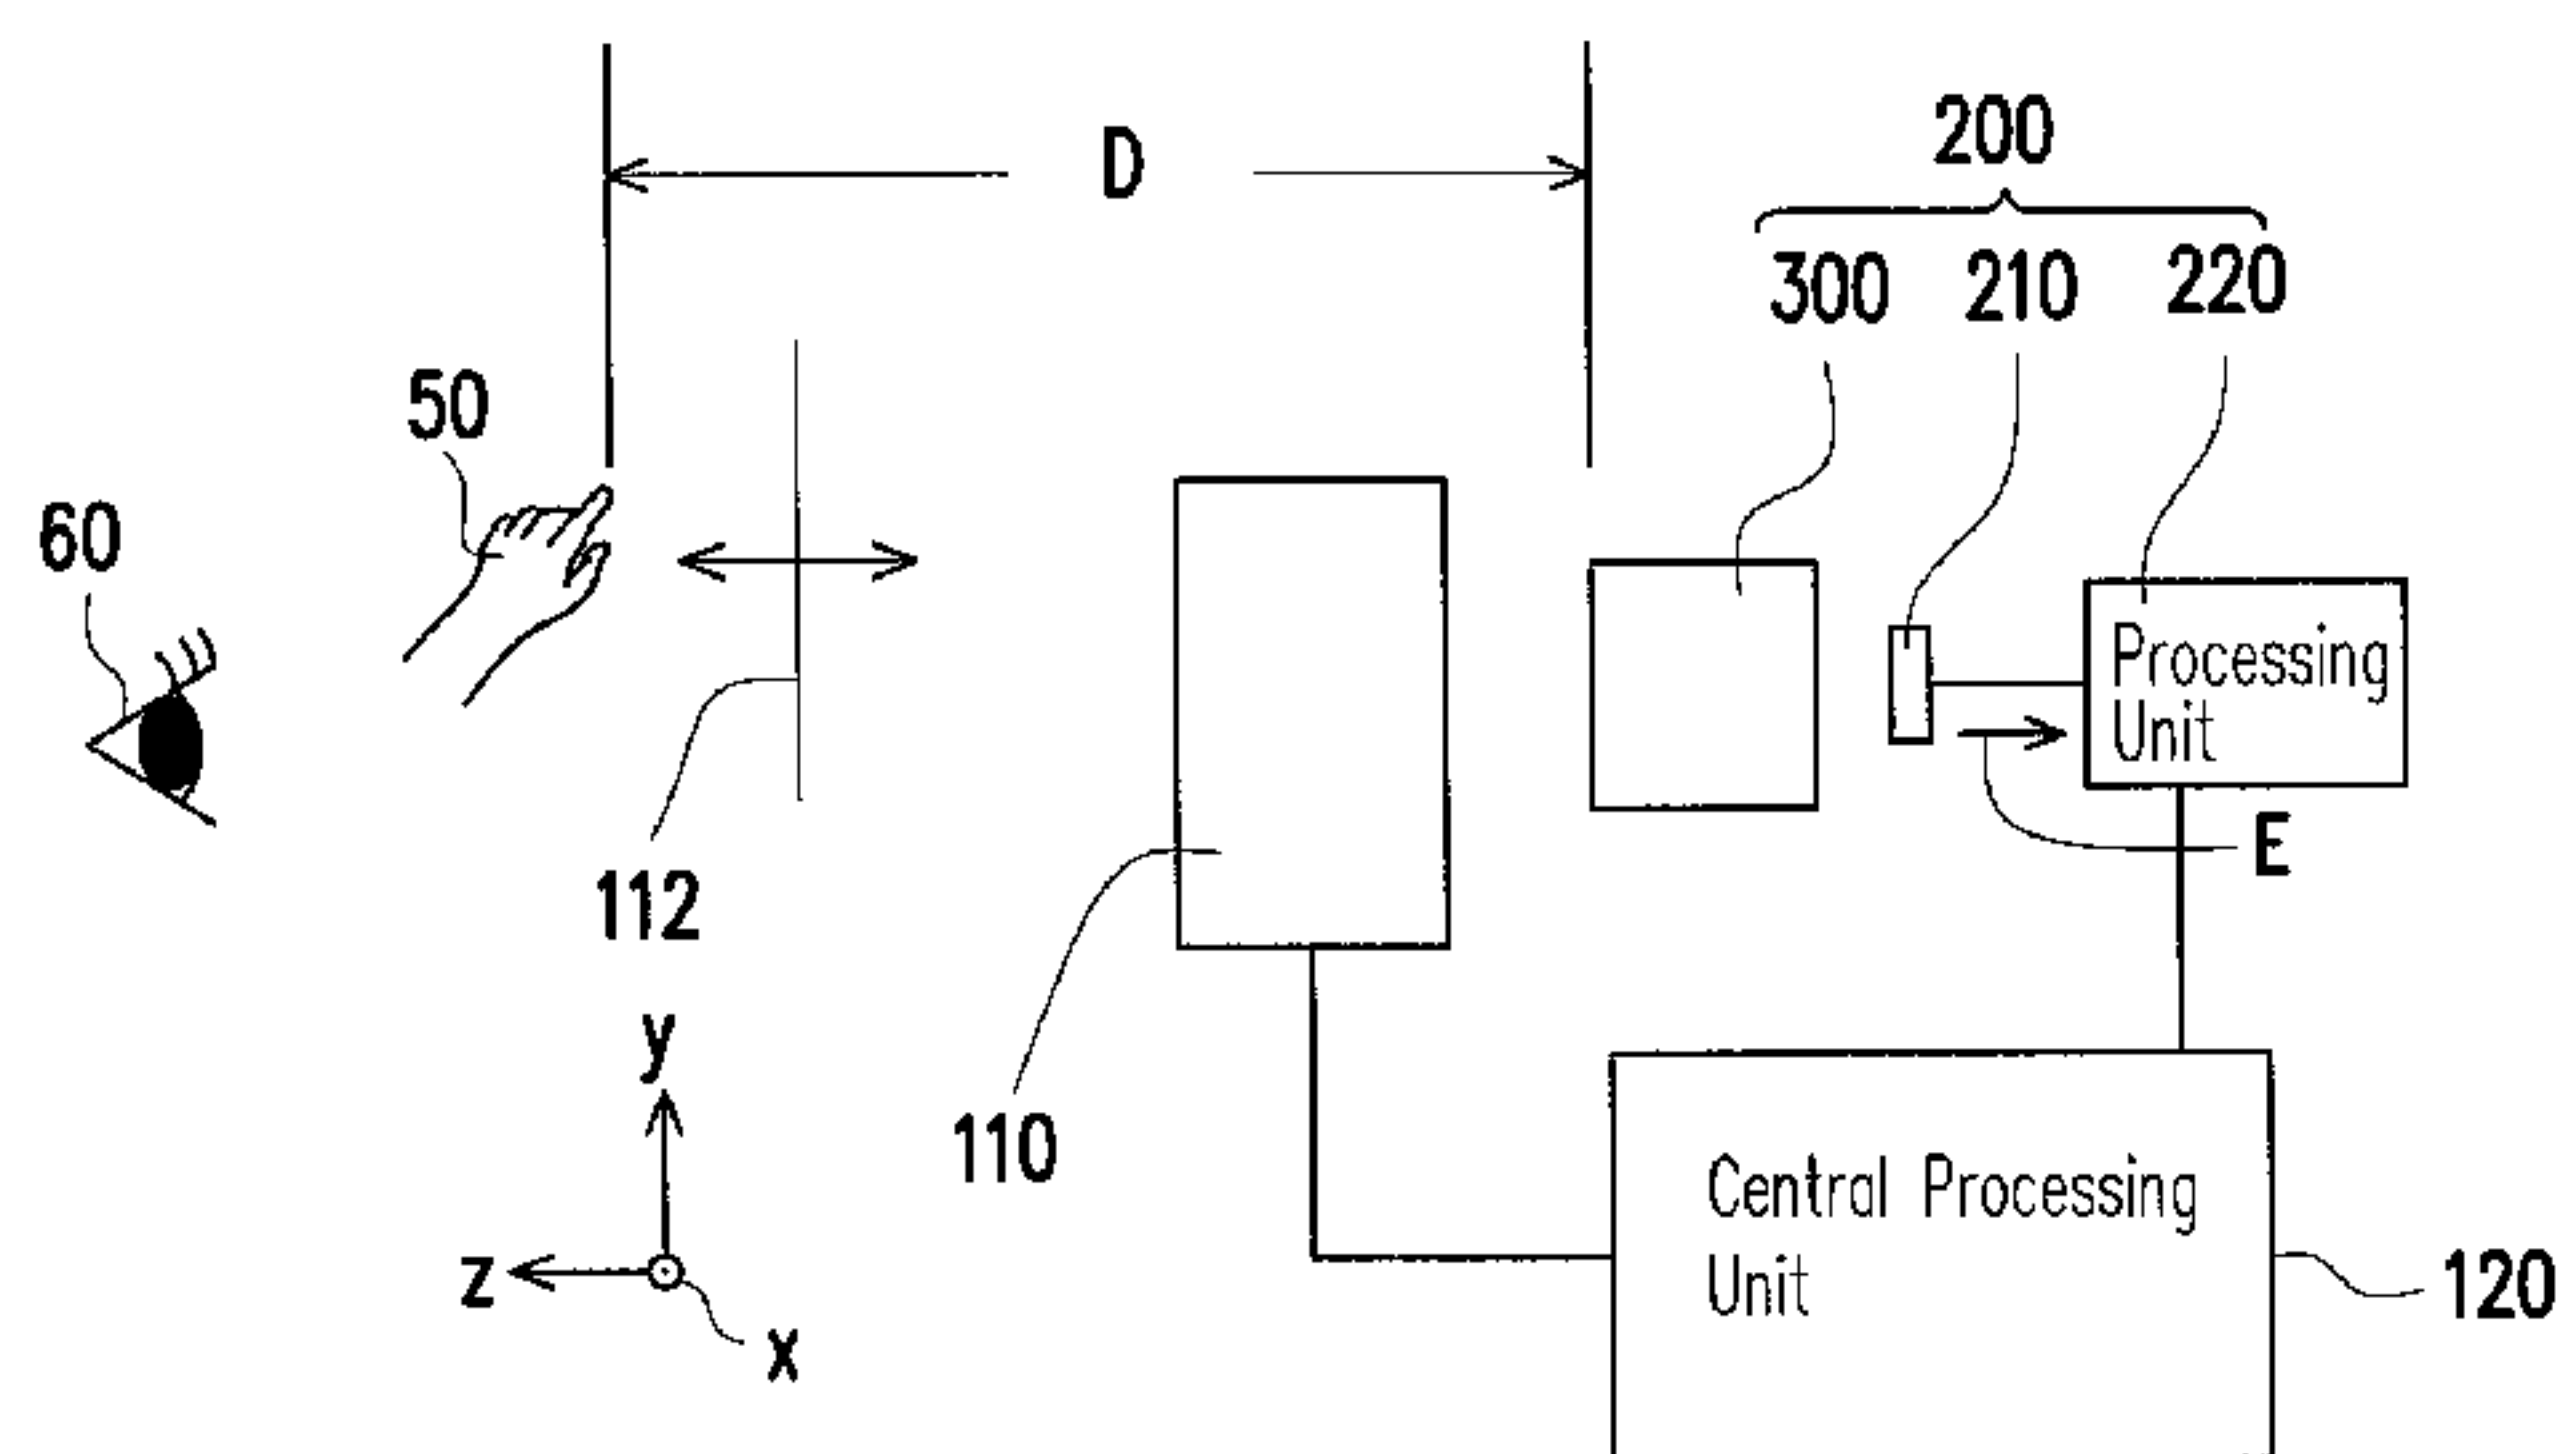 D
200
300 210 220
50
60
Processing
Unit
E
112
110
y
z
x
Central Processing
Unit
120